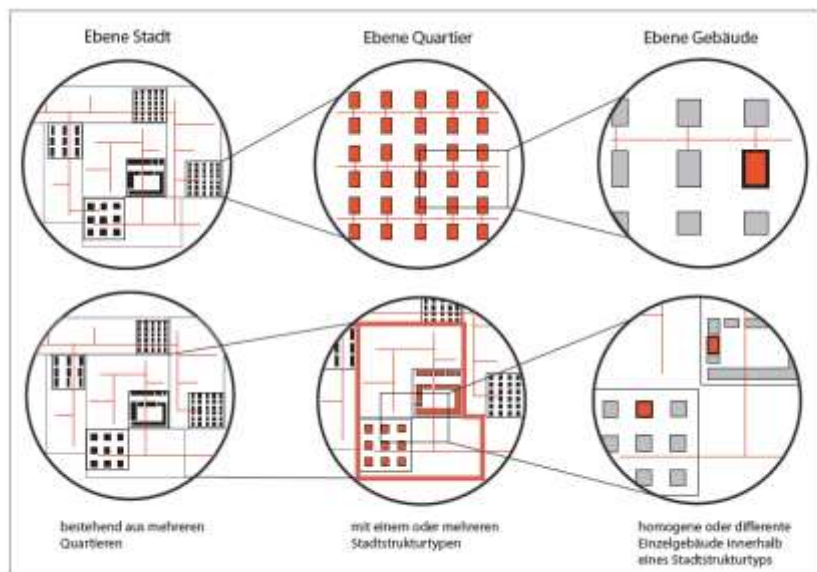 Ebene Stadt
Ebene Quartier
Ebene Gebäude
bestehend aus mehreren
Quartieren
mit einem oder mehreren
Stadtstrukturtypen
homogene oder differente
Einzelgebäude innerhalb
eines Stadtstrukturtyps